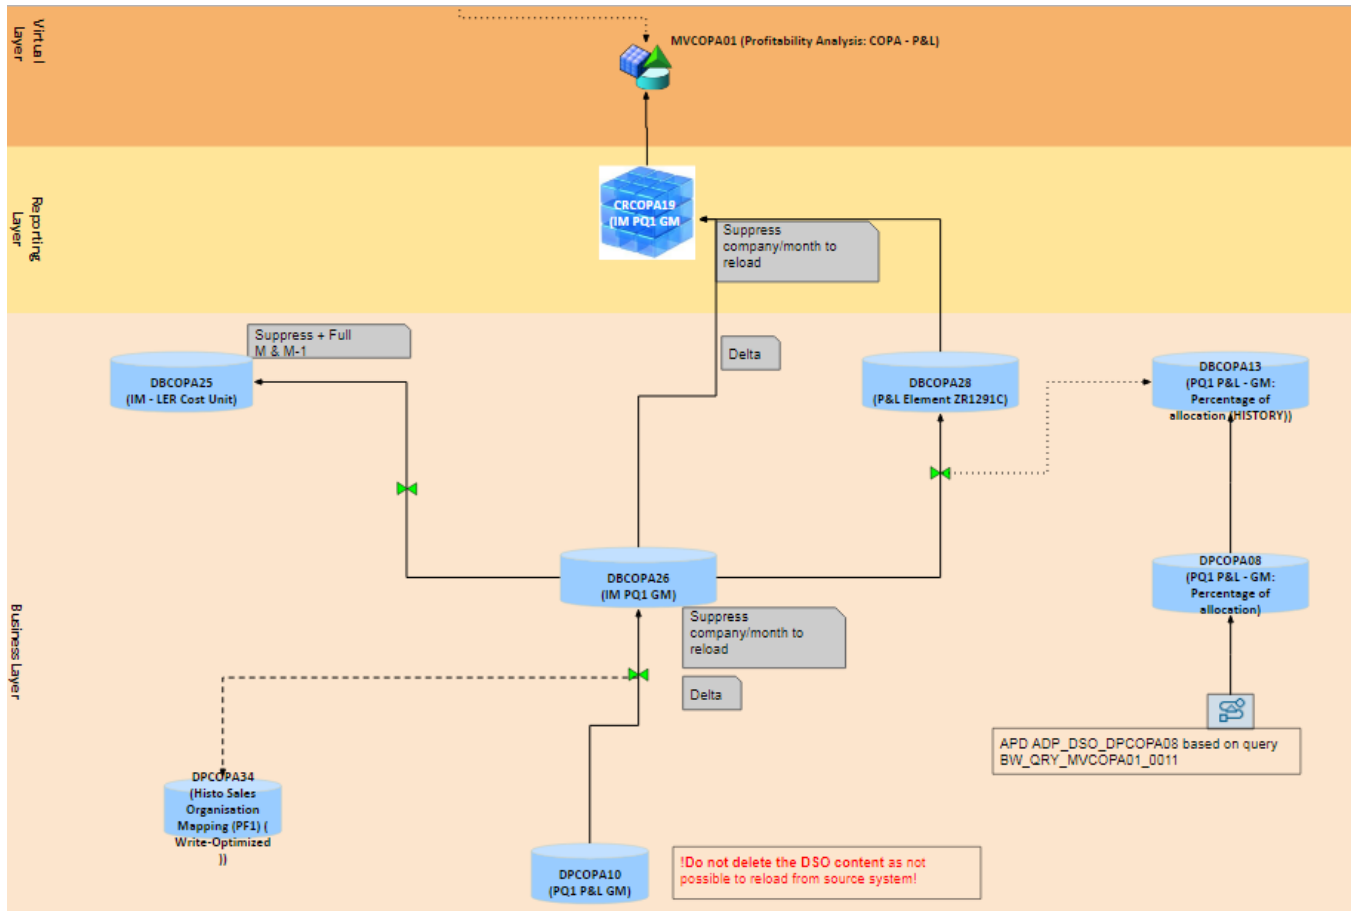 Virtual
Layer
MVCOPA01 (Profitability Analysis: COPA - P&L)
Reporting
Layer
CRCOPA19
(IM PQ1 GM
Suppress
company/month to
reload
Suppress + Full
M & M-1
Delta
DBCOPA25
(IM - LER Cost Unit)
DBCOPA28
(P&L Element ZR1291C)
DBCOPA13
(PQ1 P&L - GM:
Percentage of
allocation (HISTORY))
Business Layer
DBCOPA26
(IM PQ1 GM)
DPCOPA08
(PQ1 P&L - GM:
Percentage of
allocation)
Suppress
company/month to
reload
Delta
APD ADP_DSO_DPCOPA08 based on query
BW_QRY_MVCOPA01_0011
DPCOPA34
(Histo Sales
Organisation
Mapping (PF1) (
Write-Optimized
))
DPCOPA10
(PQ1 P&L GM)
!Do not delete the DSO content as not
possible to reload from source system!